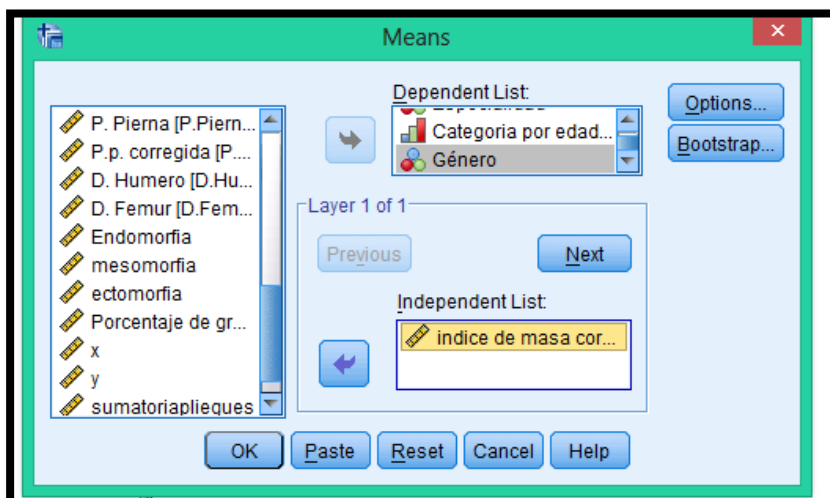 Means
Dependent List:
Especialidad
Categoria por edad...
Género
Options...
Bootstrap...
P. Pierna [P.Piern...
P.p. corregida [P....
D. Humero [D.Hu...
D. Femur [D.Fem...
Endomorfia
mesomorfia
ectomorfia
Porcentaje de gr...
x
y
sumatoriapliegues
Layer 1 of 1
Previous
Next
Independent List:
indice de masa cor...
OK
Paste
Reset
Cancel
Help